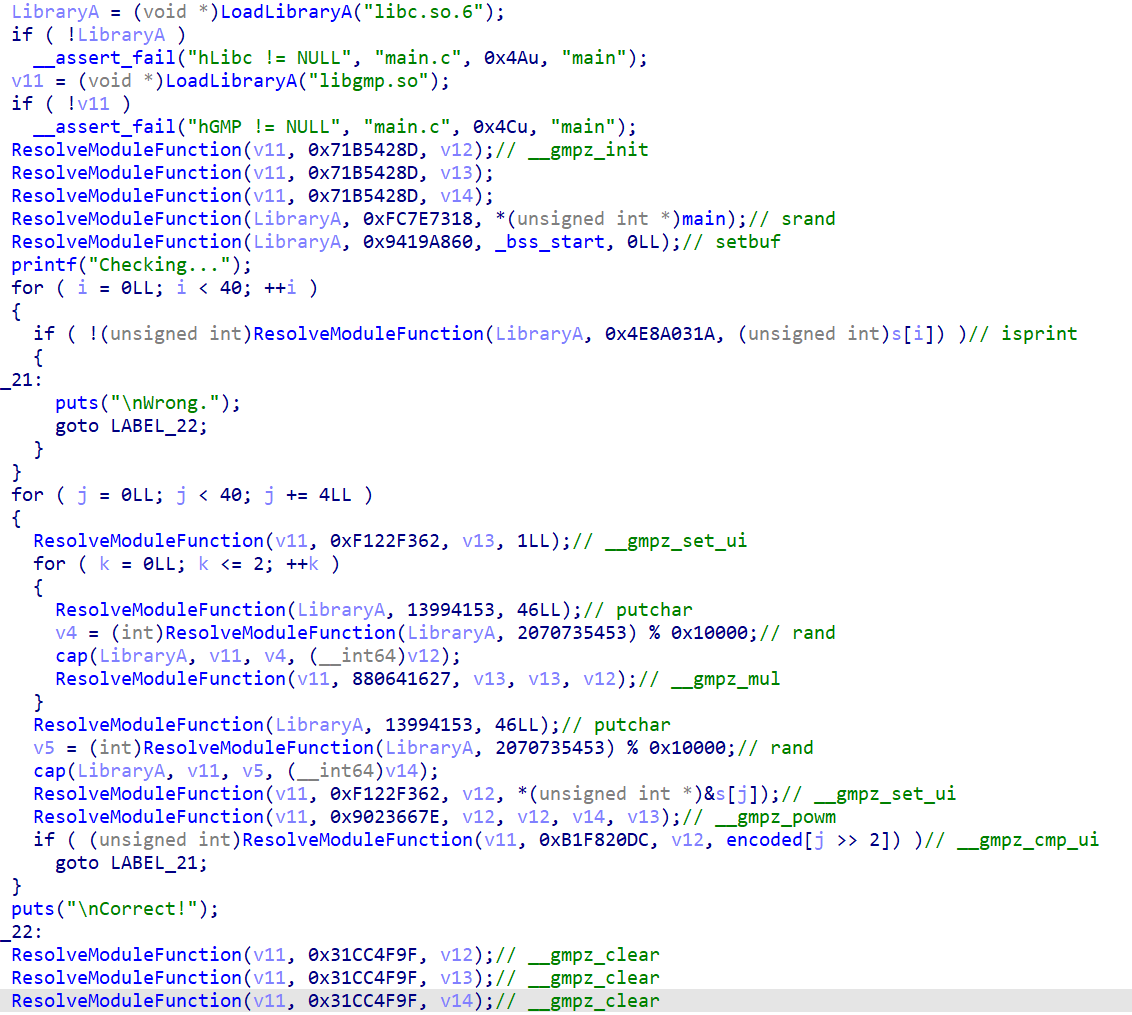 LibraryA = (void *)LoadLibraryA("libc.so.6");
if ( !LibraryA )
__assert_fail("hLibc != NULL", "main.c", 0x4Au, "main");
v11 = (void *)LoadLibraryA("libgmp.so");
if ( !v11 )
__assert_fail("hGMP != NULL", "main.c", 0x4Cu, "main");
ResolveModuleFunction(v11, 0x71B5428D, v12);// __gmpz_init
ResolveModuleFunction(v11, 0x71B5428D, v13);
ResolveModuleFunction(v11, 0x71B5428D, v14);
ResolveModuleFunction(LibraryA, 0xFC7E7318, *(unsigned int *)main);// srand
ResolveModuleFunction(LibraryA, 0x9419A860, _bss_start, 0LL);// setbuf
printf("Checking...");
for ( i = 0LL; i < 40; ++i )
{
if ( !(unsigned int)ResolveModuleFunction(LibraryA, 0x4E8A031A, (unsigned int)s[i]) )// isprint
{
_21:
puts("\nWrong.");
goto LABEL_22;
}
}
for ( j = 0LL; j < 40; j += 4LL )
{
ResolveModuleFunction(v11, 0xF122F362, v13, 1LL);// __gmpz_set_ui
for ( k = 0LL; k <= 2; ++k )
{
ResolveModuleFunction(LibraryA, 13994153, 46LL);// putchar
v4 = (int)ResolveModuleFunction(LibraryA, 2070735453) % 0x10000;// rand
cap(LibraryA, v11, v4, (__int64)v12);
ResolveModuleFunction(v11, 880641627, v13, v13, v12);// __gmpz_mul
}
ResolveModuleFunction(LibraryA, 13994153, 46LL);// putchar
v5 = (int)ResolveModuleFunction(LibraryA, 2070735453) % 0x10000;// rand
cap(LibraryA, v11, v5, (__int64)v14);
ResolveModuleFunction(v11, 0xF122F362, v12, *(unsigned int *)&s[j]);// __gmpz_set_ui
ResolveModuleFunction(v11, 0x9023667E, v12, v12, v14, v13);// __gmpz_powm
if ( (unsigned int)ResolveModuleFunction(v11, 0xB1F820DC, v12, encoded[j >> 2]) )// __gmpz_cmp_ui
goto LABEL_21;
}
puts("\nCorrect!");
_22:
ResolveModuleFunction(v11, 0x31CC4F9F, v12);// __gmpz_clear
ResolveModuleFunction(v11, 0x31CC4F9F, v13);// __gmpz_clear
ResolveModuleFunction(v11, 0x31CC4F9F, v14);// __gmpz_clear